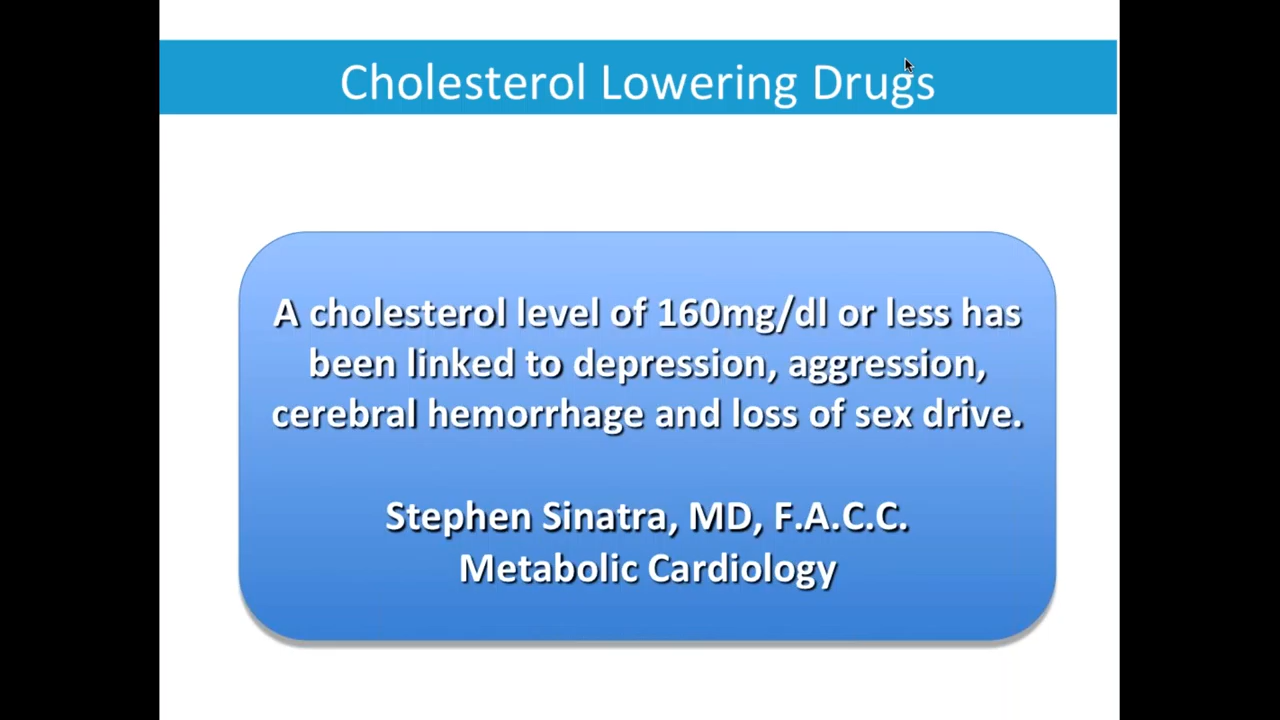 Cholesterol Lowering Drugs
A cholesterol level of 160mg/dl or less has
been linked to depression, aggression,
cerebral hemorrhage and loss of sex drive.
Stephen Sinatra, MD, F.A.C.C.
Metabolic Cardiology